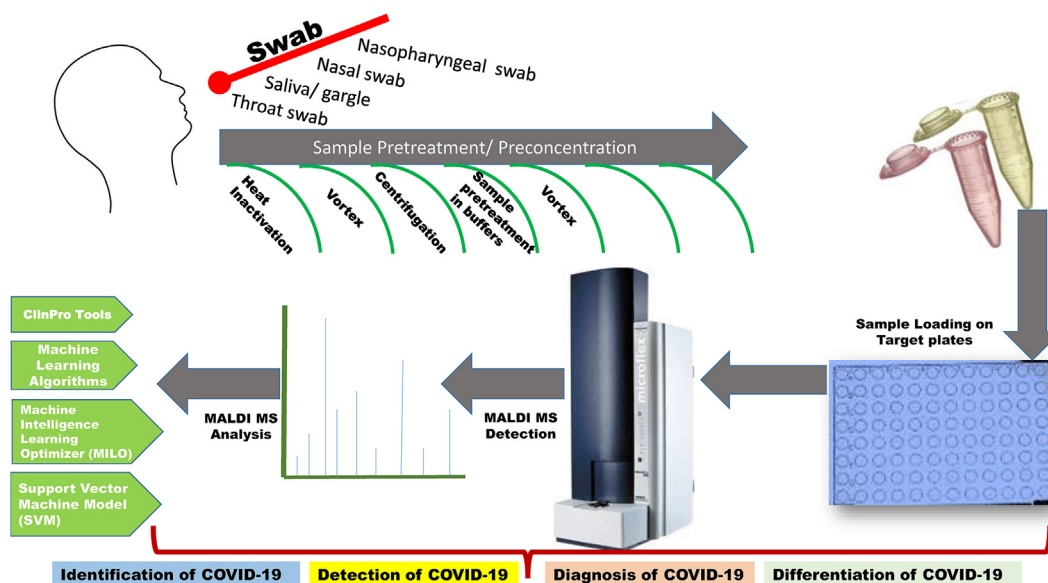 Swab
Nasopharyngeal swab
Nasal swab
Saliva/ gargle
Throat swab
Sample Pretreatment/ Preconcentration
Heat
Inactivation
Vortex
Centrifugation
Sample
pretreatment
in buffers
Vortex
ClinPro Tools
Machine
Learning
Algorithms
Machine
Intelligence
Learning
Optimizer (MILO)
Support Vector
Machine Model
(SVM)
MALDI MS
Analysis
MALDI MS
Detection
microflex
Sample Loading on
Target plates
Identification of COVID-19
Detection of COVID-19
Diagnosis of COVID-19
Differentiation of COVID-19